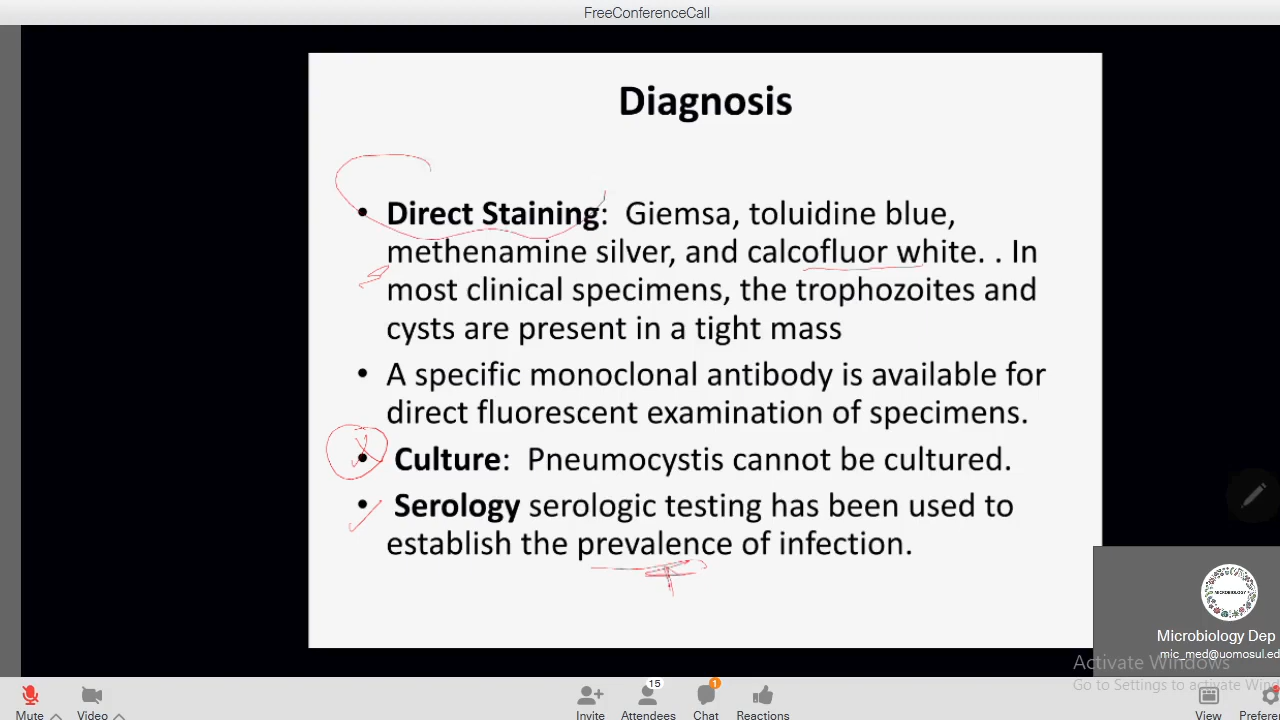 FreeConferenceCall
Diagnosis
• Direct Staining: Giemsa, toluidine blue,
methenamine silver, and calcofluor white. . In
most clinical specimens, the trophozoites and
cysts are present in a tight mass
• A specific monoclonal antibody is available for
direct fluorescent examination of specimens.
• Culture: Pneumocystis cannot be cultured.
• Serology serologic testing has been used to
establish the prevalence of infection.
MICROBIOLOGY
Microbiology Dep
mic_med@uomosul.ed
Activate Windows
Go to Settings to activate Wind
15
1
Mute
Video
Invite
Attendees
Chat
Reactions
View
Prefere